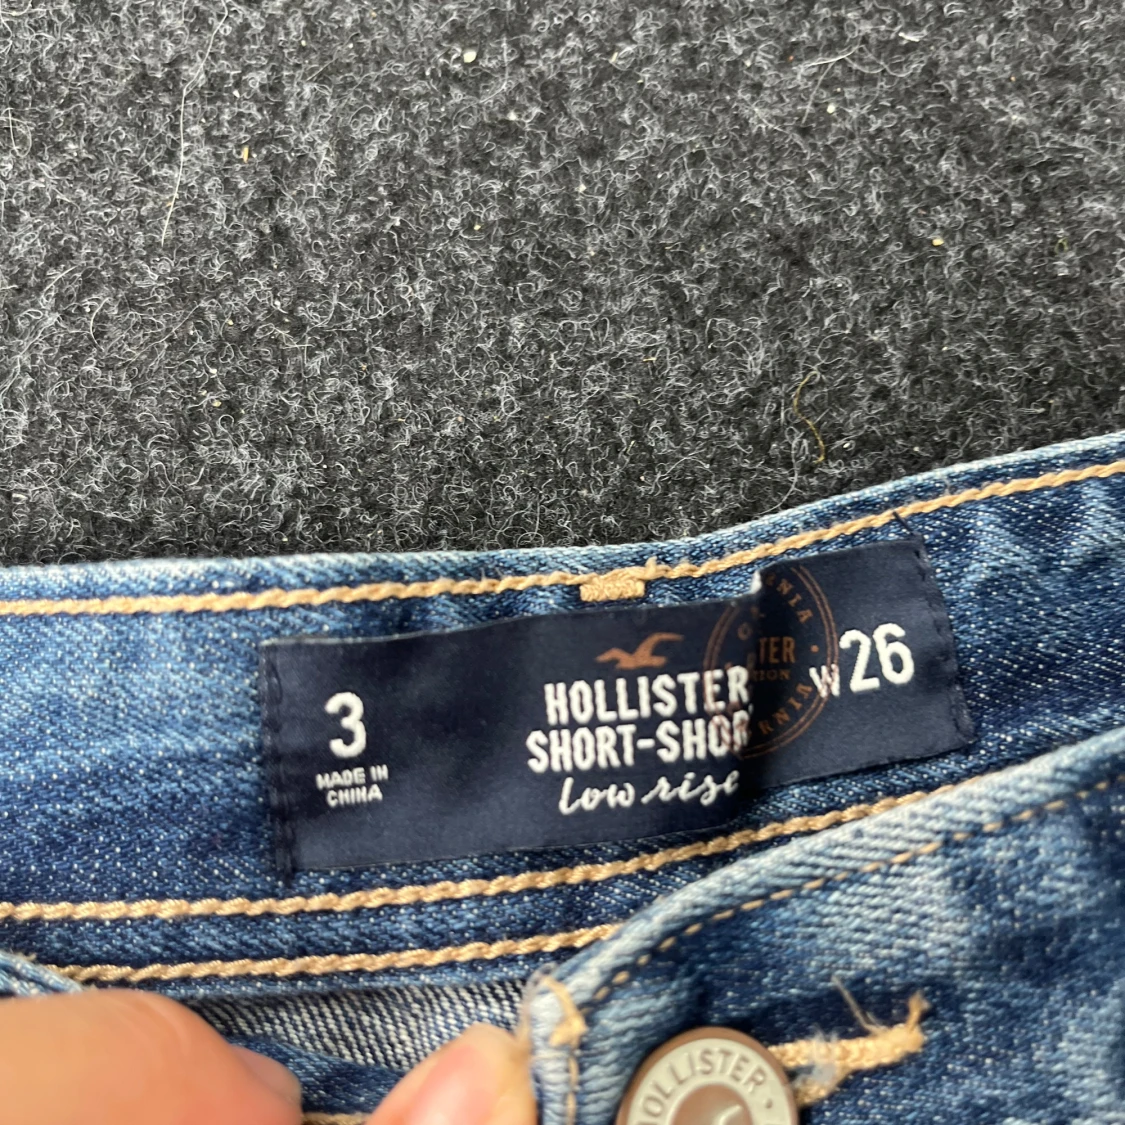 3
MADE IN
CHINA
HOLLISTER
SHORT-SHOR
low rise
W26
HOLLISTER